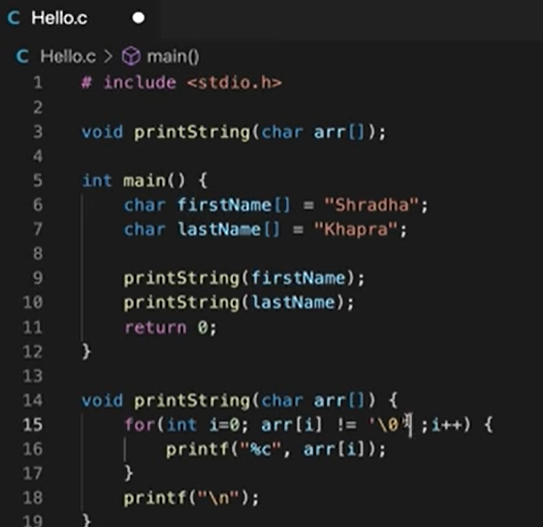 C Hello.c
C Hello.c > main()
1 # include <stdio.h>
2
3 void printString(char arr[]);
4
5 int main() {
6 char firstName[] = "Shradha";
7 char lastName[] = "Khapra";
8
9 printString(firstName);
10 printString(lastName);
11 return 0;
12 }
13
14 void printString(char arr[]) {
15 for(int i=0; arr[i] != '\0' ;i++) {
16 printf("%c", arr[i]);
17 }
18 printf("\n");
19 }